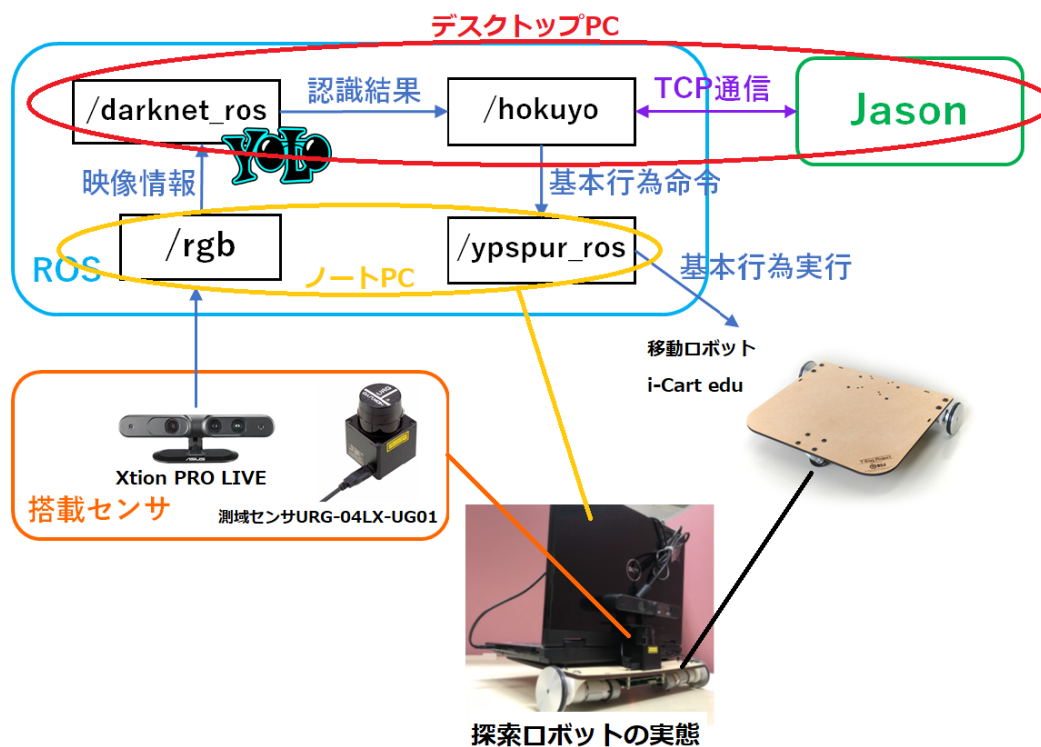 デスクトップPC
/darknet_ros
認識結果
/hokuyo
TCP通信
Jason
YOLO
映像情報
基本行為命令
/rgb
/ypspur_ros
ROS
ノートPC
基本行為実行
移動ロボット
i-Cart edu
Xtion PRO LIVE
搭載センサ
測域センサURG-04LX-UG01
探索ロボットの実態